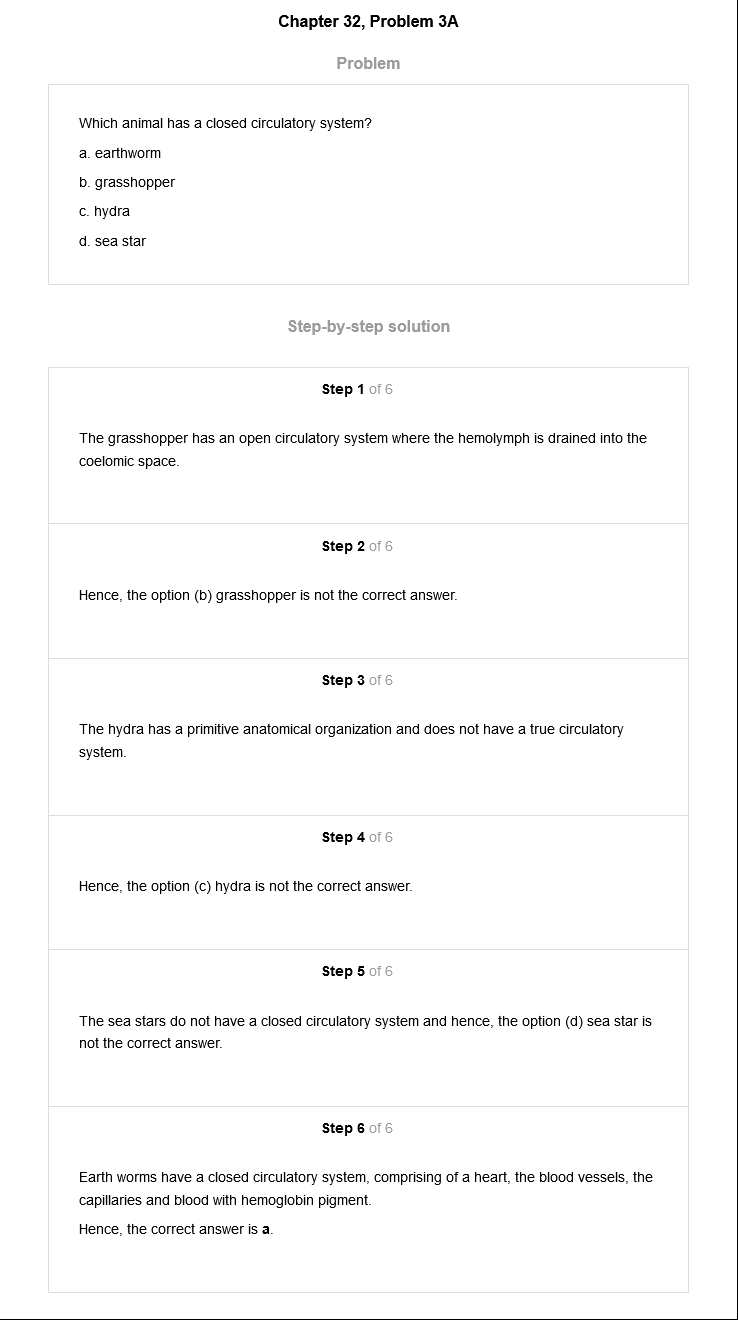 Chapter 32, Problem 3A
Problem
Which animal has a closed circulatory system?
a. earthworm
b. grasshopper
c. hydra
d. sea star
Step-by-step solution
Step 1 of 6
The grasshopper has an open circulatory system where the hemolymph is drained into the
coelomic space.
Step 2 of 6
Hence, the option (b) grasshopper is not the correct answer.
Step 3 of 6
The hydra has a primitive anatomical organization and does not have a true circulatory
system.
Step 4 of 6
Hence, the option (c) hydra is not the correct answer.
Step 5 of 6
The sea stars do not have a closed circulatory system and hence, the option (d) sea star is
not the correct answer.
Step 6 of 6
Earth worms have a closed circulatory system, comprising of a heart, the blood vessels, the
capillaries and blood with hemoglobin pigment.
Hence, the correct answer is a.